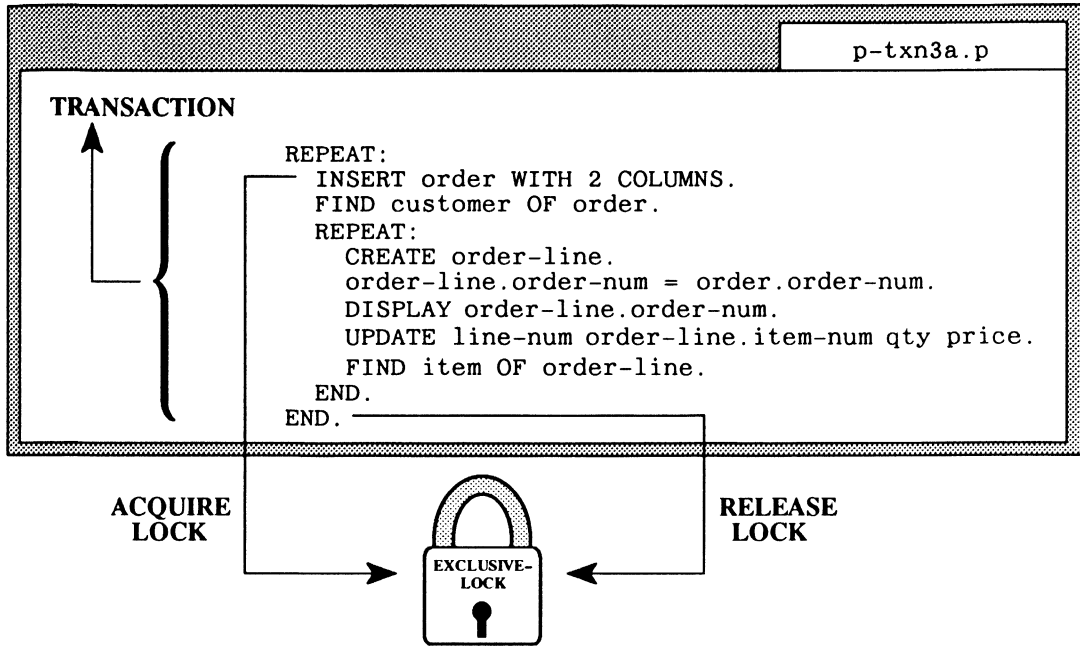 p-txn3a.p
TRANSACTION
REPEAT:
INSERT order WITH 2 COLUMNS.
FIND customer OF order.
REPEAT:
CREATE order-line.
order-line.order-num = order.order-num.
DISPLAY order-line.order-num.
UPDATE line-num order-line.item-num qty price.
FIND item OF order-line.
END.
END.
ACQUIRE
LOCK
RELEASE
LOCK
EXCLUSIVE-
LOCK